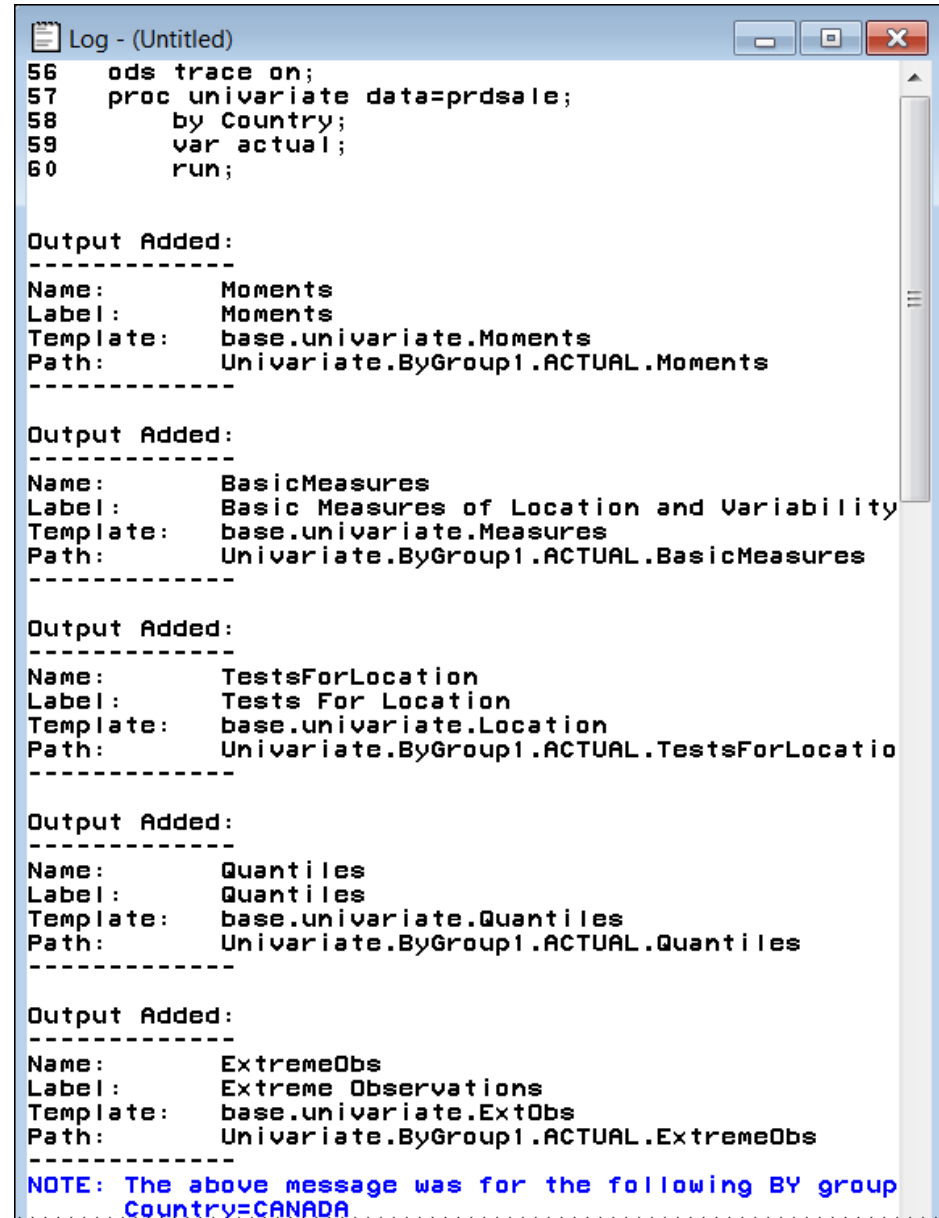 Log - (Untitled)
56 ods trace on;
57 proc univariate data=prdsale;
58 by Country;
59 var actual;
60 run;
Output Added:
-------------
Name: Moments
Label: Moments
Template: base.univariate.Moments
Path: Univariate.ByGroup1.ACTUAL.Moments
-------------
Output Added:
-------------
Name: BasicMeasures
Label: Basic Measures of Location and Variability
Template: base.univariate.Measures
Path: Univariate.ByGroup1.ACTUAL.BasicMeasures
-------------
Output Added:
-------------
Name: TestsForLocation
Label: Tests For Location
Template: base.univariate.Location
Path: Univariate.ByGroup1.ACTUAL.TestsForLocatio
-------------
Output Added:
-------------
Name: Quantiles
Label: Quantiles
Template: base.univariate.Quantiles
Path: Univariate.ByGroup1.ACTUAL.Quantiles
-------------
Output Added:
-------------
Name: ExtremeObs
Label: Extreme Observations
Template: base.univariate.ExtObs
Path: Univariate.ByGroup1.ACTUAL.ExtremeObs
-------------
NOTE: The above message was for the following BY group
Country=CANADA